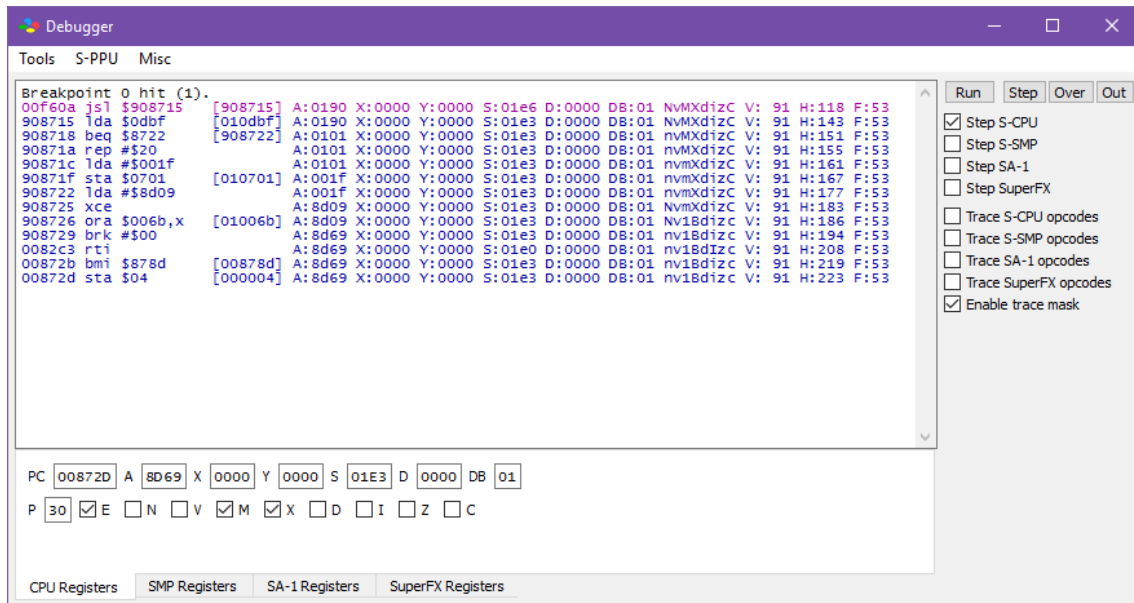 Debugger
Tools S-PPU Misc
Breakpoint 0 hit (1).
00f60a jsl $908715 [908715] A:0190 X:0000 Y:0000 S:01e6 D:0000 DB:01 NvMXdizC V: 91 H:118 F:53
908715 lda $0dbf [010dbf] A:0190 X:0000 Y:0000 S:01e3 D:0000 DB:01 NvMXdizC V: 91 H:143 F:53
908718 beq $8722 [908722] A:0101 X:0000 Y:0000 S:01e3 D:0000 DB:01 nvMXdizC V: 91 H:151 F:53
90871a rep #$20 A:0101 X:0000 Y:0000 S:01e3 D:0000 DB:01 nvMXdizC V: 91 H:155 F:53
90871c lda #$001f A:0101 X:0000 Y:0000 S:01e3 D:0000 DB:01 nvmXdizC V: 91 H:161 F:53
90871f sta $0701 [010701] A:001f X:0000 Y:0000 S:01e3 D:0000 DB:01 nvmXdizC V: 91 H:167 F:53
908722 lda #$8d09 A:001f X:0000 Y:0000 S:01e3 D:0000 DB:01 nvmXdizC V: 91 H:177 F:53
908725 xce A:8d09 X:0000 Y:0000 S:01e3 D:0000 DB:01 NvmXdizC V: 91 H:183 F:53
908726 ora $006b,x [01006b] A:8d09 X:0000 Y:0000 S:01e3 D:0000 DB:01 Nv1Bdizc V: 91 H:186 F:53
908729 brk #$00 A:8d69 X:0000 Y:0000 S:01e3 D:0000 DB:01 nv1Bdizc V: 91 H:194 F:53
0082c3 rti A:8d69 X:0000 Y:0000 S:01e0 D:0000 DB:01 nv1BdIzc V: 91 H:208 F:53
00872b bmi $878d [00878d] A:8d69 X:0000 Y:0000 S:01e3 D:0000 DB:01 nv1Bdizc V: 91 H:219 F:53
00872d sta $04 [000004] A:8d69 X:0000 Y:0000 S:01e3 D:0000 DB:01 nv1Bdizc V: 91 H:223 F:53
Run Step Over Out
Step S-CPU
Step S-SMP
Step SA-1
Step SuperFX
Trace S-CPU opcodes
Trace S-SMP opcodes
Trace SA-1 opcodes
Trace SuperFX opcodes
Enable trace mask
PC 00872D A 8D69 X 0000 Y 0000 S 01E3 D 0000 DB 01
P 30 E N V M X D I Z C
CPU Registers SMP Registers SA-1 Registers SuperFX Registers